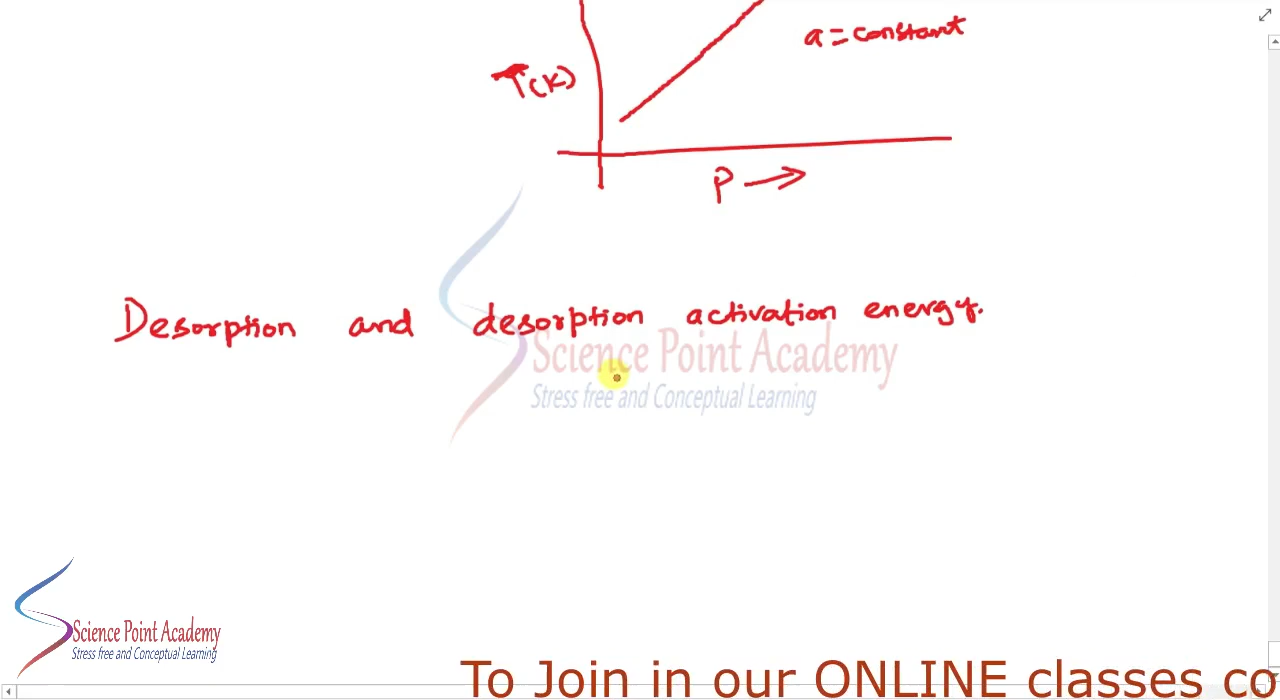 a = constant
T(K)
P →
Desorption and desorption activation energy.
Science Point Academy
Stress free and Conceptual Learning
Science Point Academy
Stress free and Conceptual Learning
To Join in our ONLINE classes co